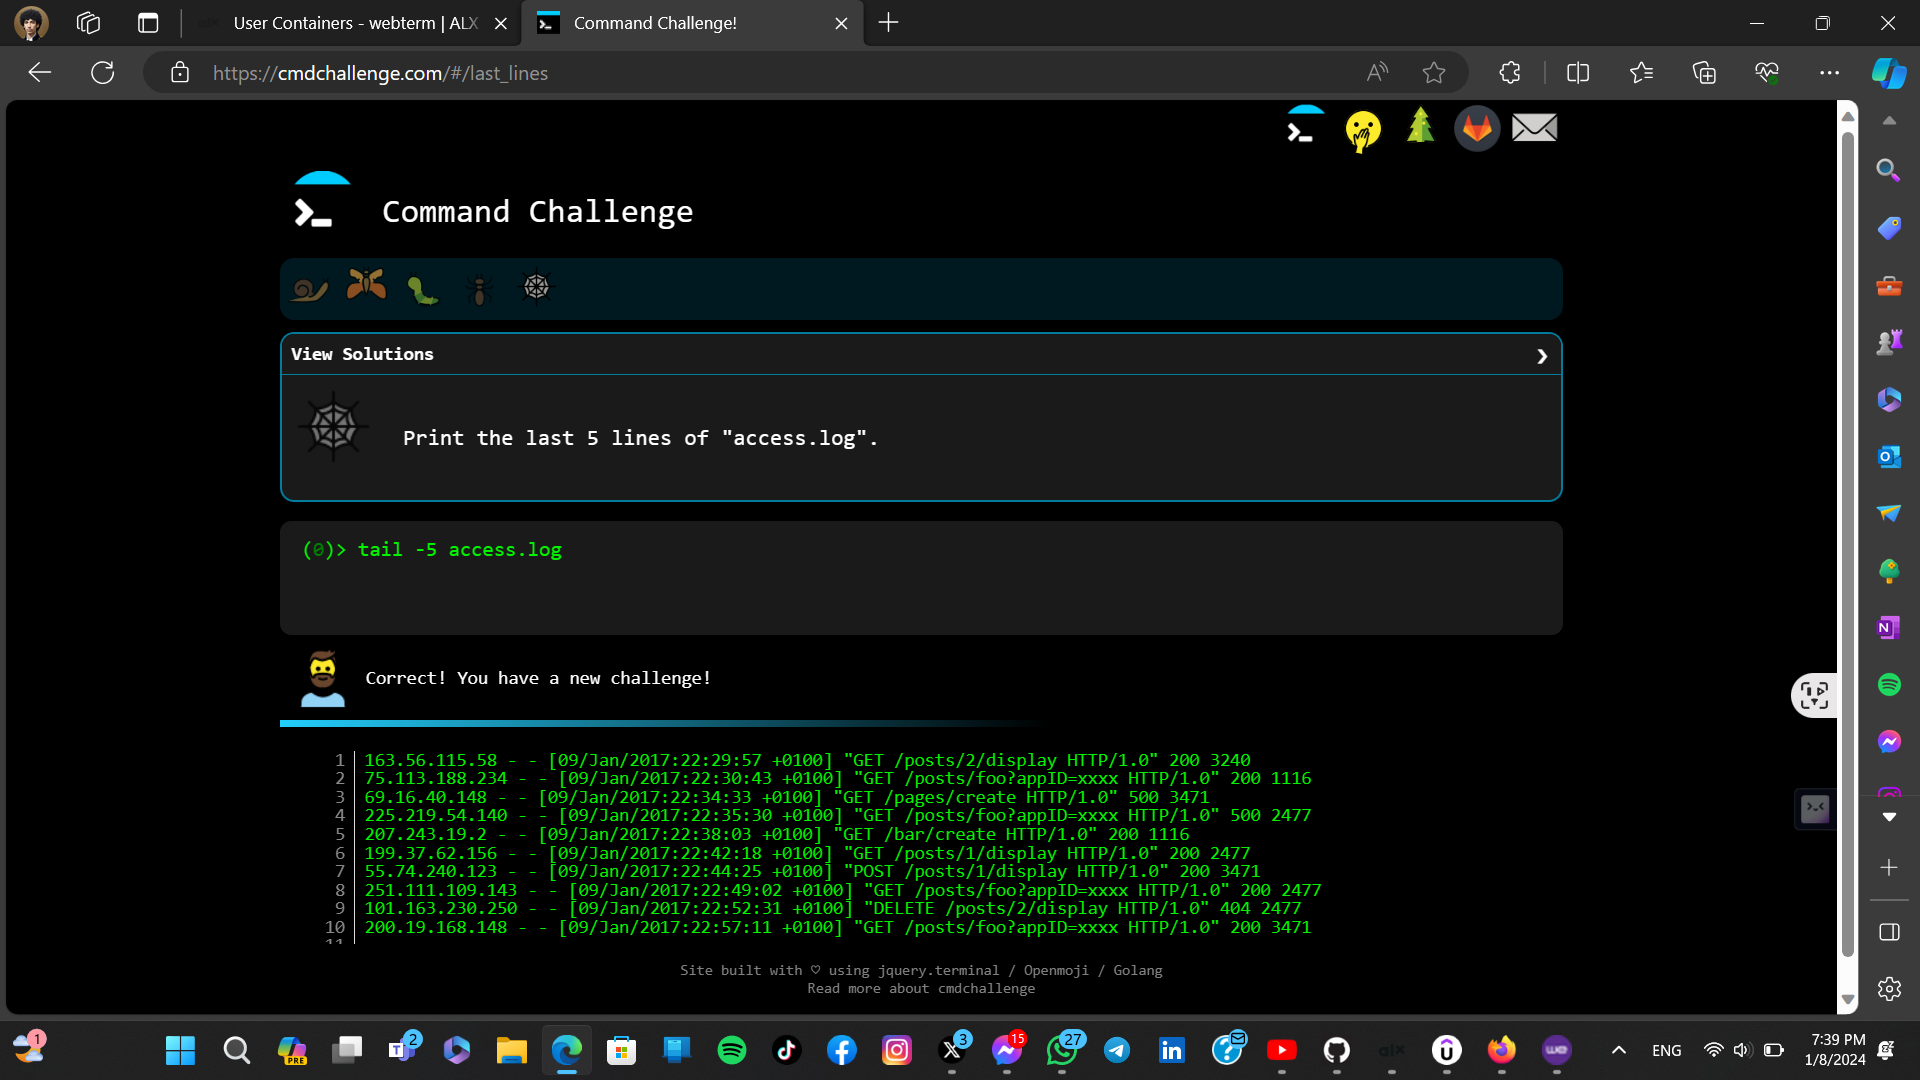 User Containers - webterm | ALX
Command Challenge!
https://cmdchallenge.com/#/last_lines
Command Challenge
View Solutions
Print the last 5 lines of "access.log".
(0)> tail -5 access.log
Correct! You have a new challenge!
1 163.56.115.58 - - [09/Jan/2017:22:29:57 +0100] "GET /posts/2/display HTTP/1.0" 200 3240
2 75.113.188.234 - - [09/Jan/2017:22:30:43 +0100] "GET /posts/foo?appID=xxxx HTTP/1.0" 200 1116
3 69.16.40.148 - - [09/Jan/2017:22:34:33 +0100] "GET /pages/create HTTP/1.0" 500 3471
4 225.219.54.140 - - [09/Jan/2017:22:35:30 +0100] "GET /posts/foo?appID=xxxx HTTP/1.0" 500 2477
5 207.243.19.2 - - [09/Jan/2017:22:38:03 +0100] "GET /bar/create HTTP/1.0" 200 1116
6 199.37.62.156 - - [09/Jan/2017:22:42:18 +0100] "GET /posts/1/display HTTP/1.0" 200 2477
7 55.74.240.123 - - [09/Jan/2017:22:44:25 +0100] "POST /posts/1/display HTTP/1.0" 200 3471
8 251.111.109.143 - - [09/Jan/2017:22:49:02 +0100] "GET /posts/foo?appID=xxxx HTTP/1.0" 200 2477
9 101.163.230.250 - - [09/Jan/2017:22:52:31 +0100] "DELETE /posts/2/display HTTP/1.0" 404 2477
10 200.19.168.148 - - [09/Jan/2017:22:57:11 +0100] "GET /posts/foo?appID=xxxx HTTP/1.0" 200 3471
11
Site built with ♡ using jquery.terminal / Openmoji / Golang
Read more about cmdchallenge
1
PRE
2
3
15
27
alx
we
ENG
7:39 PM
1/8/2024